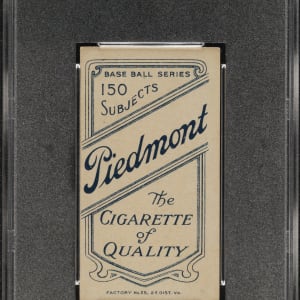 BASE BALL SERIES
150
SUBJECTS
Piedmont
The
CIGARETTE
of
QUALITY
FACTORY No.25, 2ND DIST. VA.